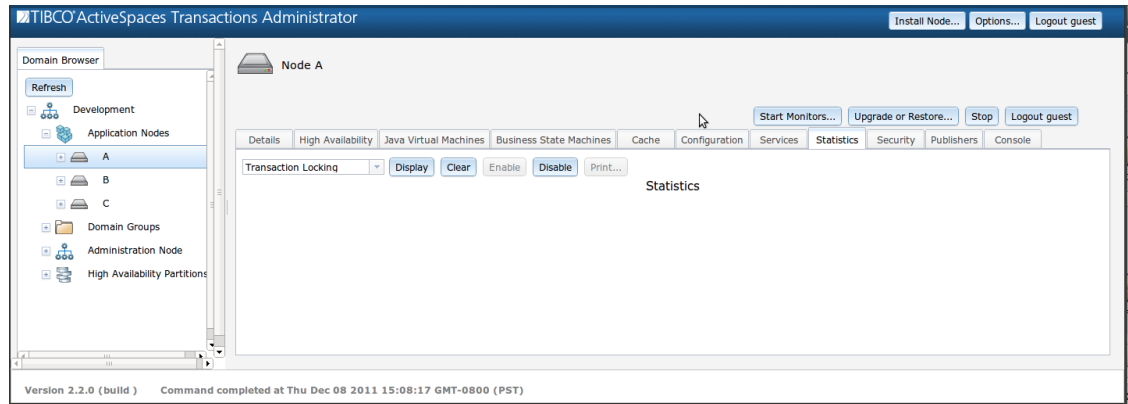 TIBCO® ActiveSpaces Transactions Administrator
Install Node... Options... Logout guest
Domain Browser
Refresh
Development
Application Nodes
A
B
C
Domain Groups
Administration Node
High Availability Partitions
Node A
Start Monitors... Upgrade or Restore... Stop Logout guest
Details High Availability Java Virtual Machines Business State Machines Cache Configuration Services Statistics Security Publishers Console
Transaction Locking Display Clear Enable Disable Print...
Statistics
Version 2.2.0 (build ) Command completed at Thu Dec 08 2011 15:08:17 GMT-0800 (PST)